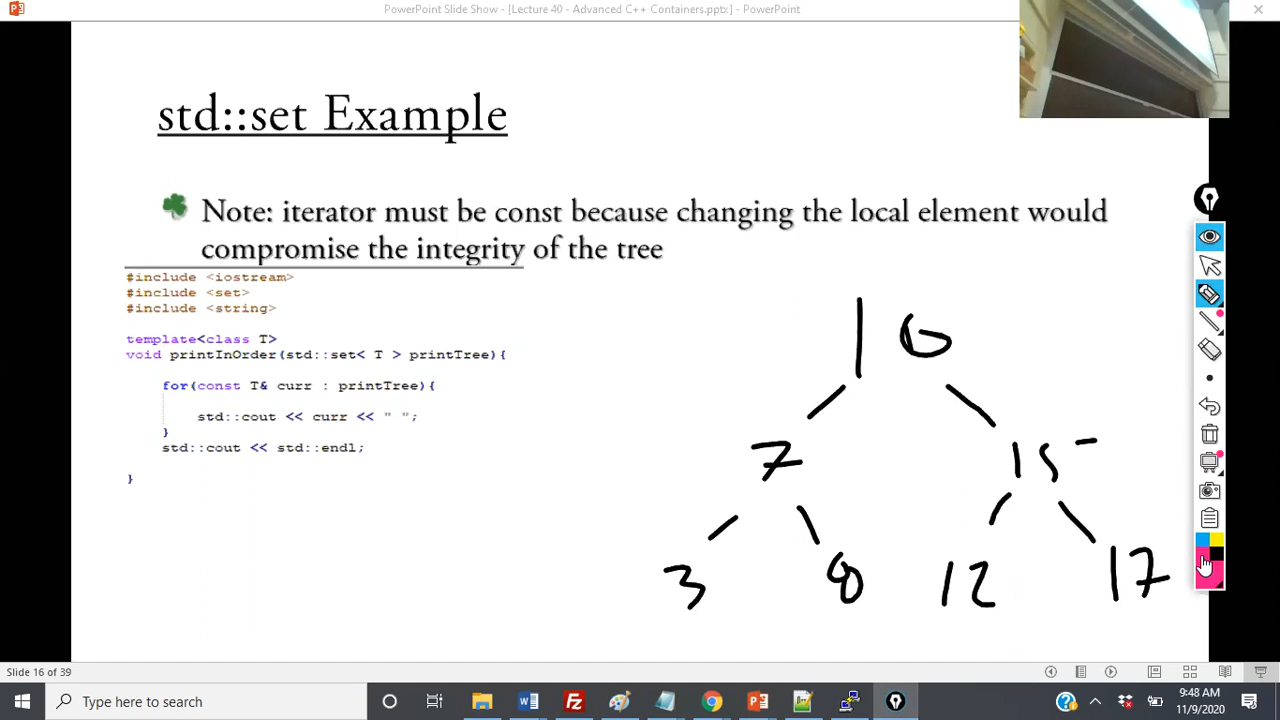 PowerPoint Slide Show - [Lecture 40 - Advanced C++ Containers.pptx] - PowerPoint
std::set Example
Note: iterator must be const because changing the local element would
compromise the integrity of the tree
#include <iostream>
#include <set>
#include <string>
template<class T>
void printInOrder(std::set< T > printTree){
for(const T& curr : printTree){
std::cout << curr << " ";
}
std::cout << std::endl;
}
10
7 15
3 8 12 17
Slide 16 of 39
Type here to search
9:48 AM
11/9/2020